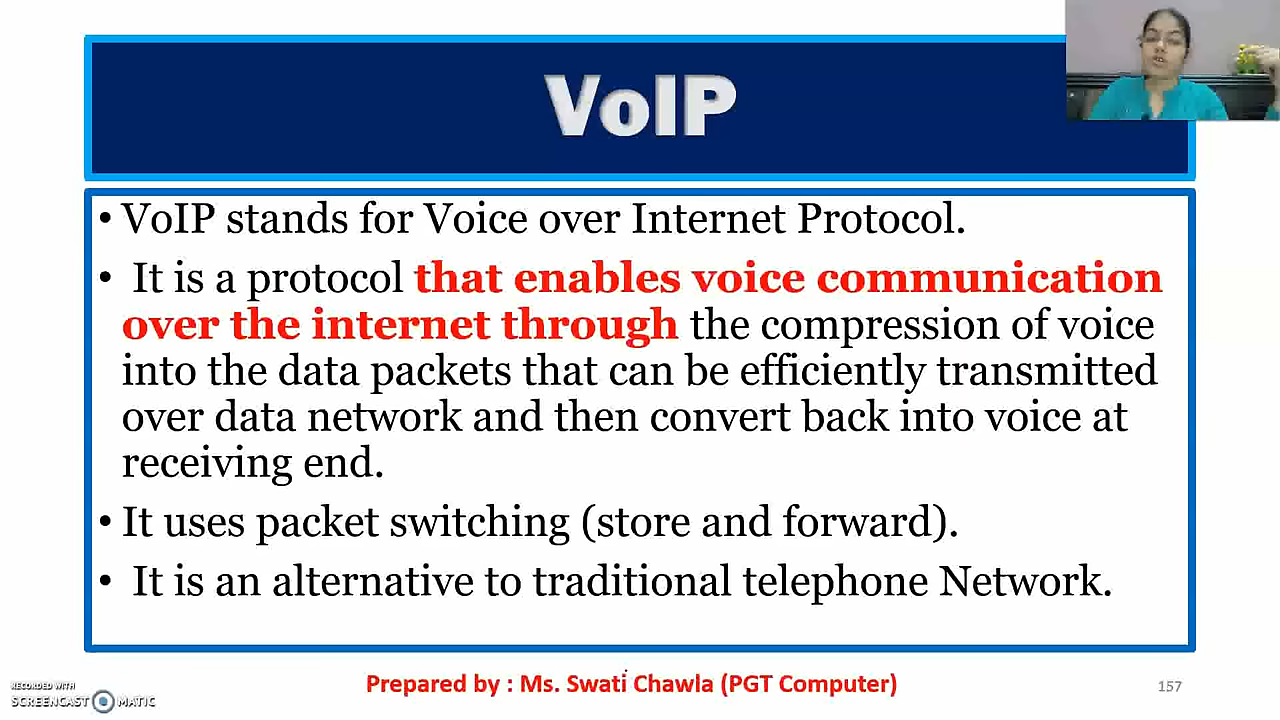 VoIP
• VoIP stands for Voice over Internet Protocol.
• It is a protocol that enables voice communication
over the internet through the compression of voice
into the data packets that can be efficiently transmitted
over data network and then convert back into voice at
receiving end.
• It uses packet switching (store and forward).
• It is an alternative to traditional telephone Network.
Prepared by : Ms. Swati Chawla (PGT Computer)
157
RECORDED WITH
SCREENCAST MATIC